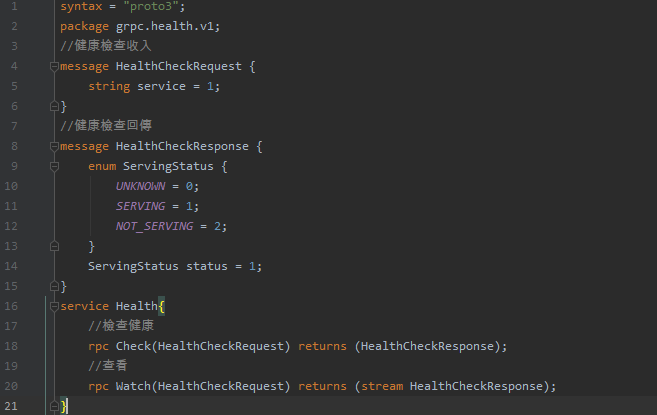 1 syntax = "proto3";
2 package grpc.health.v1;
3 //健康檢查收入
4 message HealthCheckRequest {
5 string service = 1;
6 }
7 //健康檢查回傳
8 message HealthCheckResponse {
9 enum ServingStatus {
10 UNKNOWN = 0;
11 SERVING = 1;
12 NOT_SERVING = 2;
13 }
14 ServingStatus status = 1;
15 }
16 service Health{
17 //檢查健康
18 rpc Check(HealthCheckRequest) returns (HealthCheckResponse);
19 //查看
20 rpc Watch(HealthCheckRequest) returns (stream HealthCheckResponse);
21 }